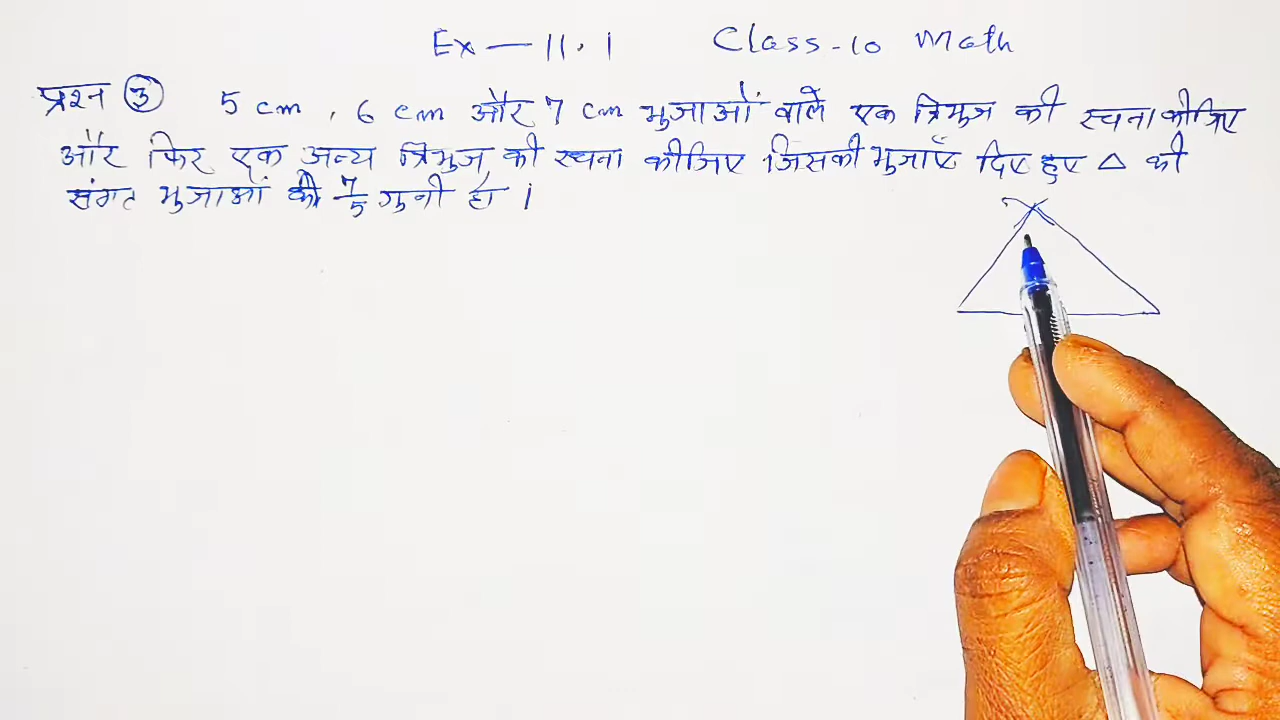 Ex — 11.1 Class-10 Math
प्रश्न ③ 5 cm , 6 cm और 7 cm भुजाओं वाले एक त्रिभुज की रचना कीजिए
और फिर एक अन्य त्रिभुज की रचना कीजिए जिसकी भुजाएँ दिए हुए △ की
संगत भुजाओं की 7/5 गुनी हों ।